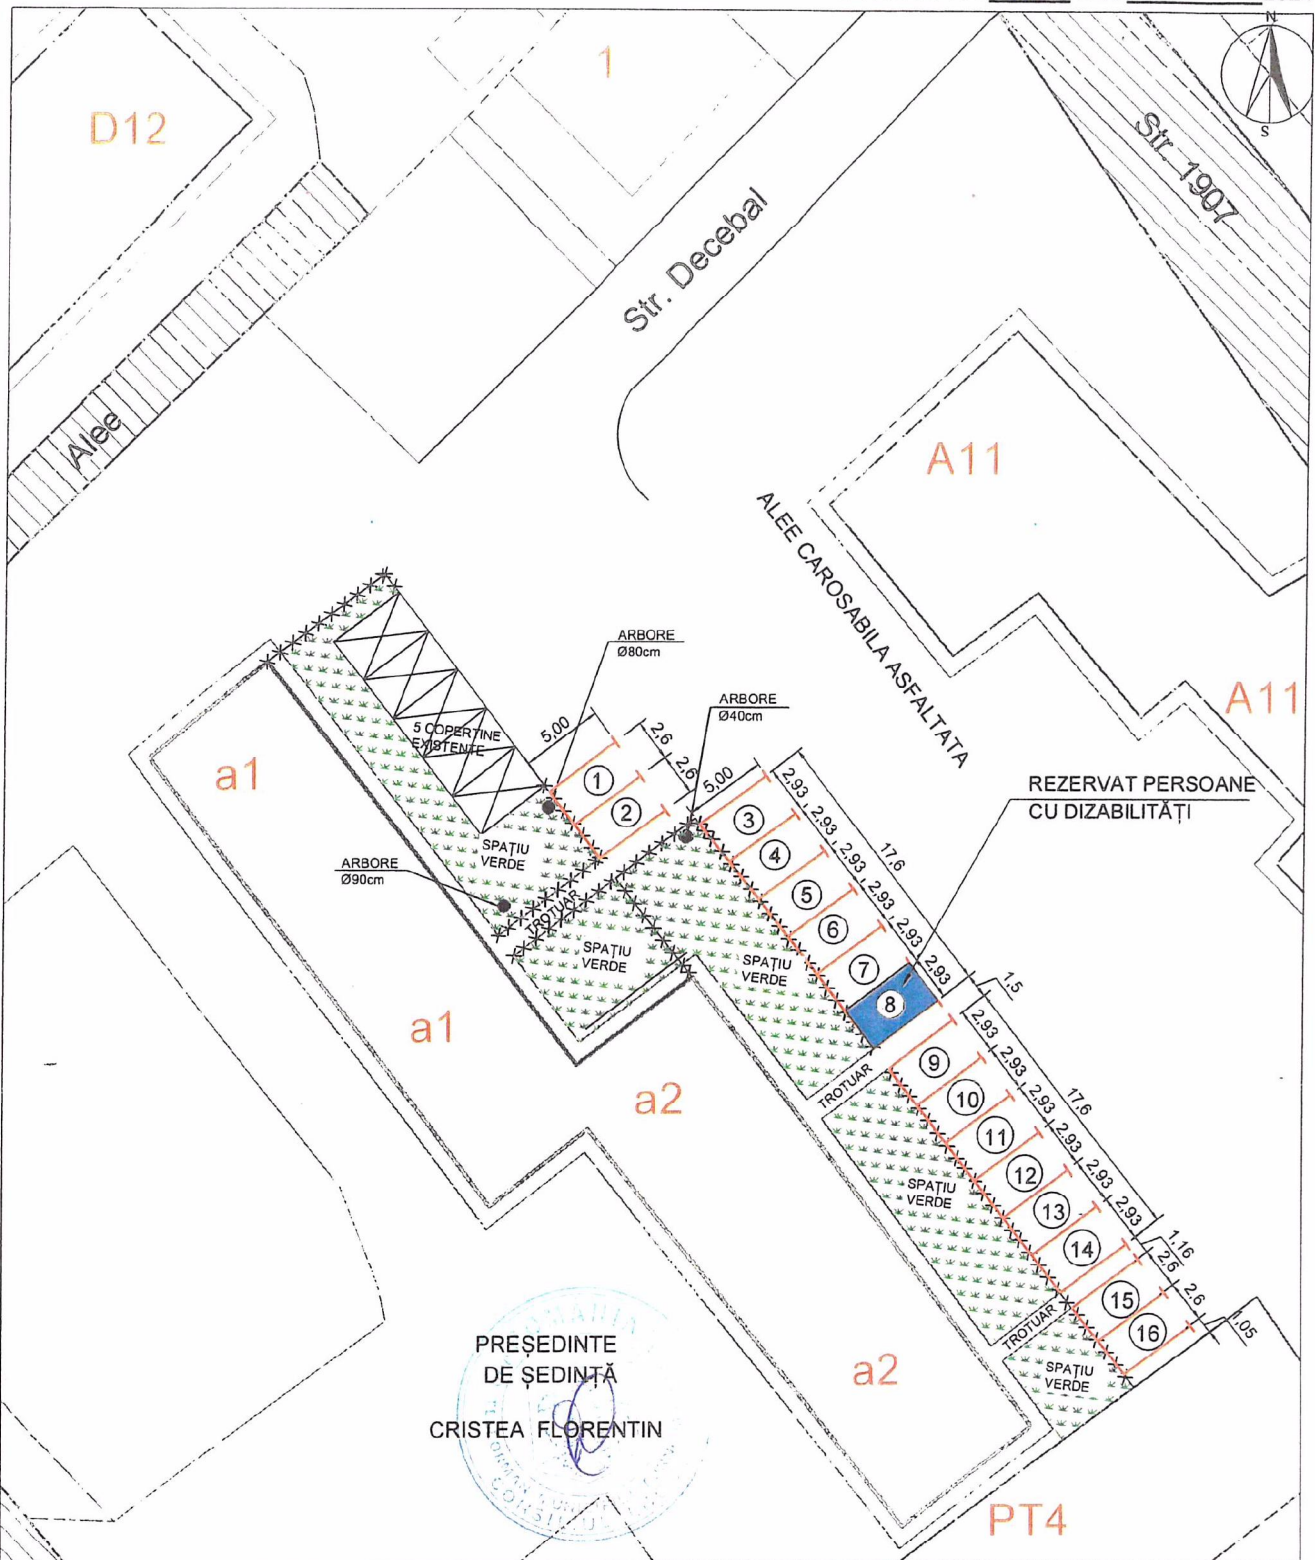 N
S
1
D12
Str. 1907
Str. Decebal
Alee
A11
ALEE CAROSABILA ASFALTATA
A11
ARBORE
Ø80cm
ARBORE
Ø40cm
5 COPERTINE
EXISTENTE
5,00
2,6
2,6
5,00
1
2
a1
REZERVAT PERSOANE
CU DIZABILITĂȚI
2,93
2,93
2,93
2,93
2,93
2,93
17,6
3
4
5
6
7
8
SPAȚIU
VERDE
ARBORE
Ø90cm
TROTUAR
SPAȚIU
VERDE
SPAȚIU
VERDE
1,5
2,93
2,93
2,93
2,93
2,93
2,93
17,6
a1
TROTUAR
9
10
11
12
13
14
a2
SPAȚIU
VERDE
1,16
2,6
2,6
1,05
15
16
TROTUAR
SPAȚIU
VERDE
a2
PREȘEDINTE
DE ȘEDINȚĂ
CRISTEA FLORENTIN
PT4